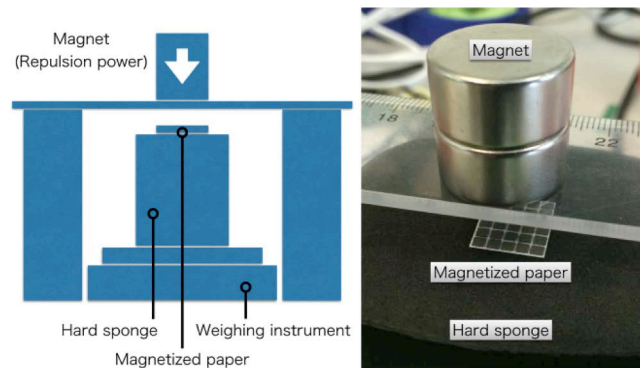 Magnet
(Repulsion power)
Hard sponge
Weighing instrument
Magnetized paper
Magnet
18
22
Magnetized paper
Hard sponge